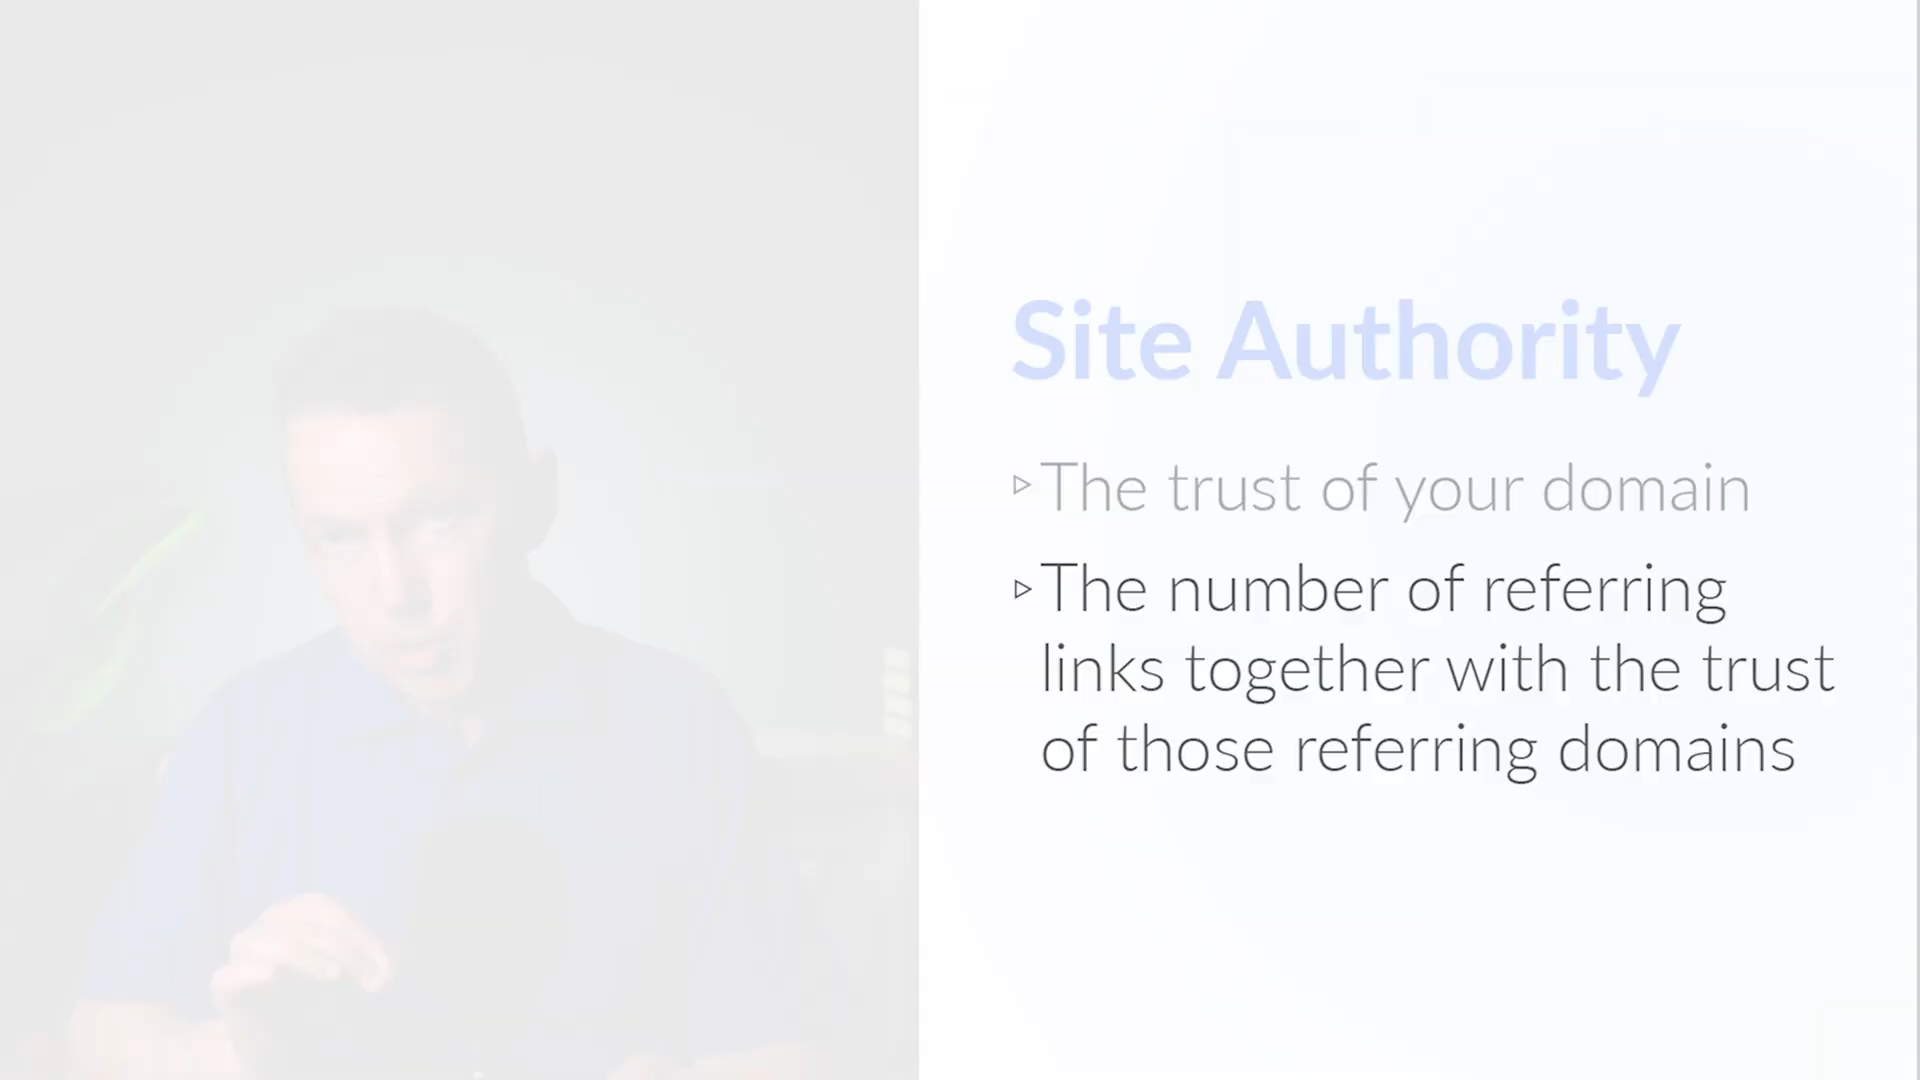 Site Authority
▹The trust of your domain
▹The number of referring
links together with the trust
of those referring domains